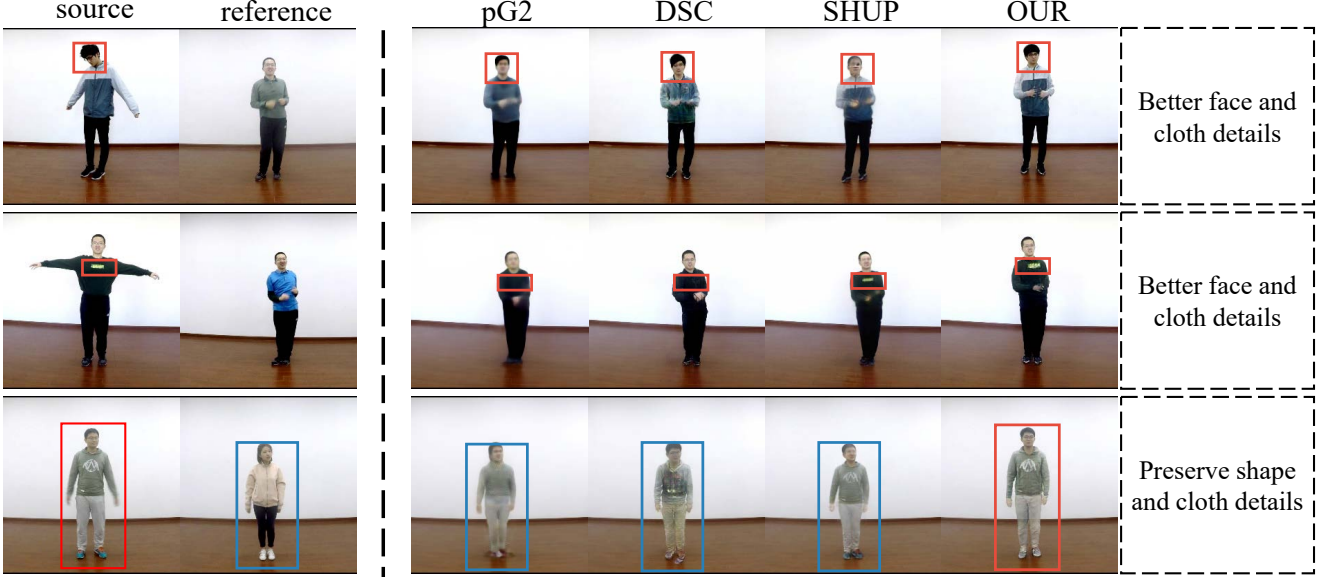 source reference pG2 DSC SHUP OUR
Better face and
cloth details
Better face and
cloth details
Preserve shape
and cloth details